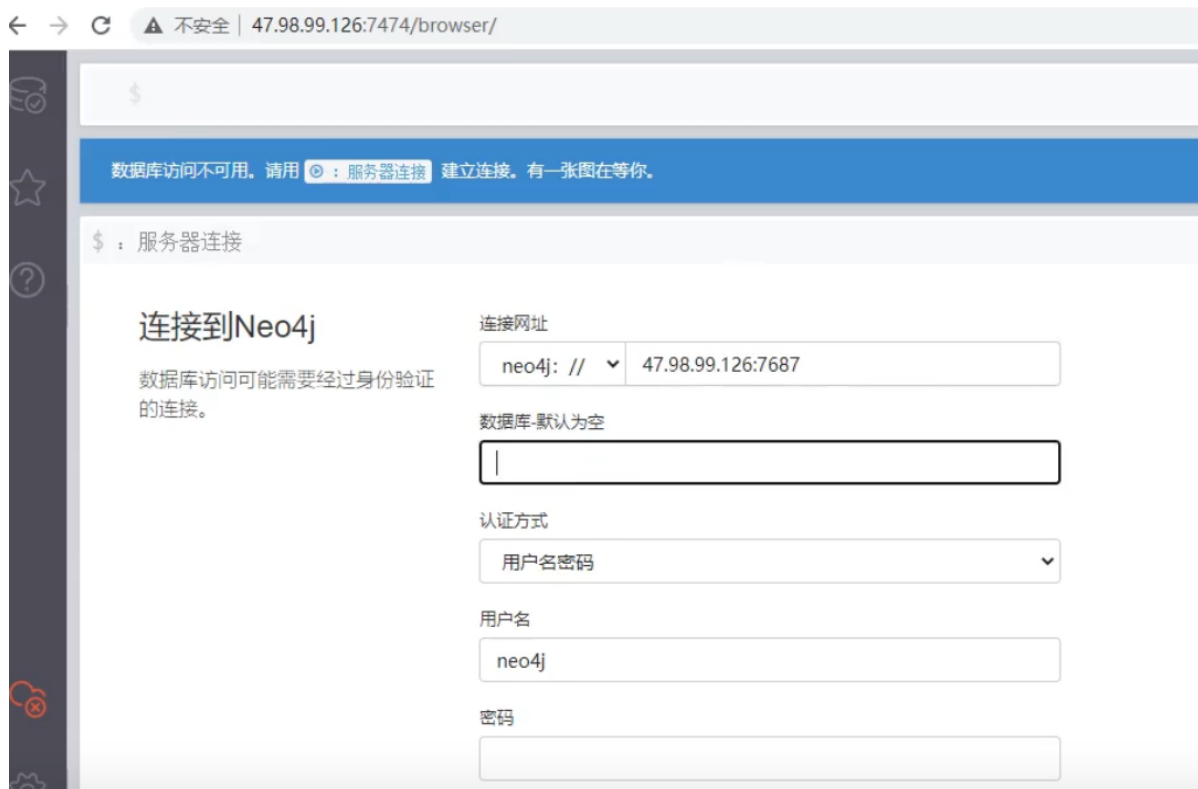 不安全 | 47.98.99.126:7474/browser/
$
数据库访问不可用。请用 : 服务器连接 建立连接。有一张图在等你。
$ : 服务器连接
连接到Neo4j
数据库访问可能需要经过身份验证
的连接。
连接网址
neo4j: // 47.98.99.126:7687
数据库-默认为空
认证方式
用户名密码
用户名
neo4j
密码